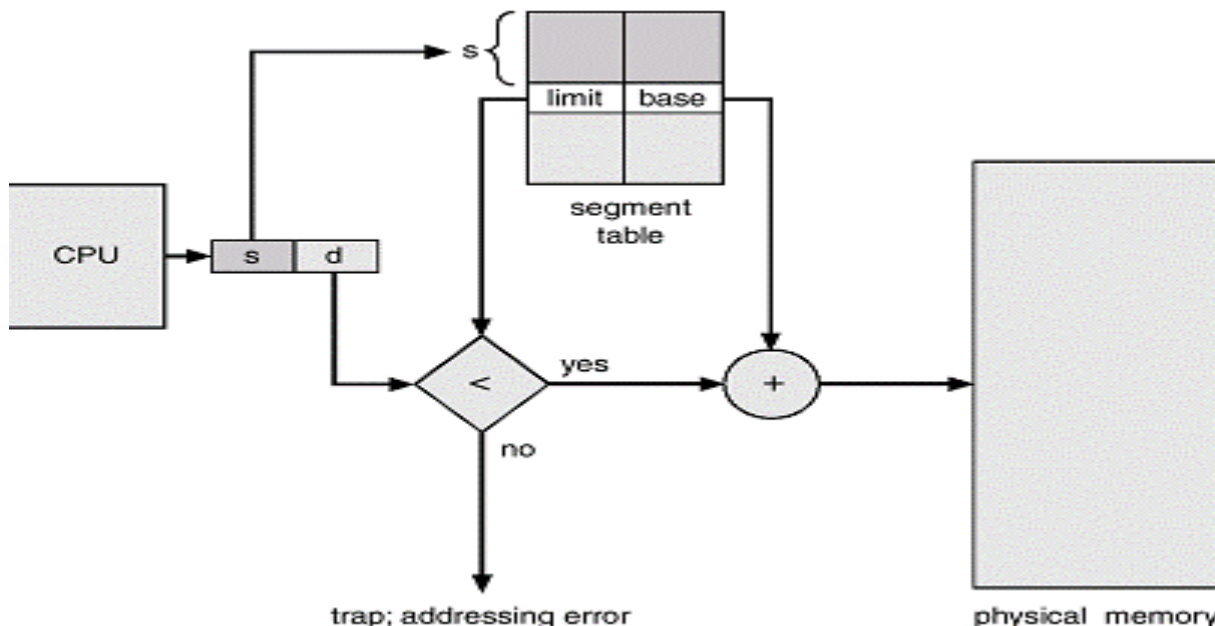 s
limit base
segment
table
CPU
s d
<
yes
+
no
trap; addressing error
physical memory